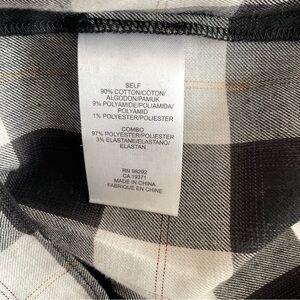 SELF
90% COTTON/COTON/
ALGODON/PAMUK
9% POLYAMIDE/POLIAMIDA/
POLYAMID
1% POLYESTER/POLIESTER
COMBO
97% POLYESTER/POLIESTER
3% ELASTANE/ELASTANO/
ELASTAN
RN 98292
CA 19371
MADE IN CHINA
FABRIQUE EN CHINE